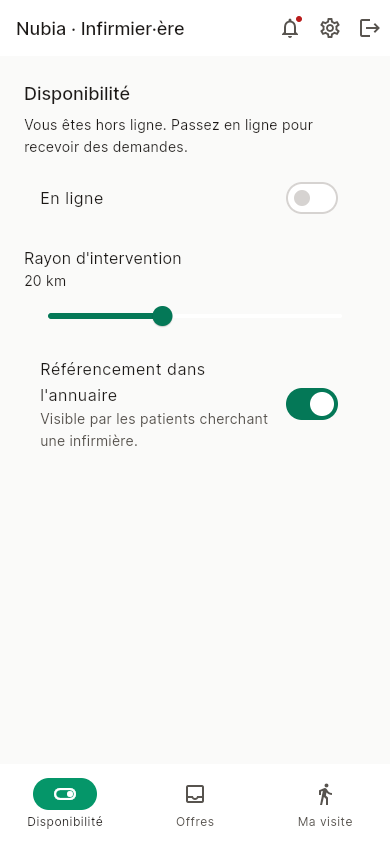 Nubia · Infirmier·ère
Disponibilité
Vous êtes hors ligne. Passez en ligne pour
recevoir des demandes.
En ligne
Rayon d'intervention
20 km
Référencement dans
l'annuaire
Visible par les patients cherchant
une infirmière.
Disponibilité
Offres
Ma visite